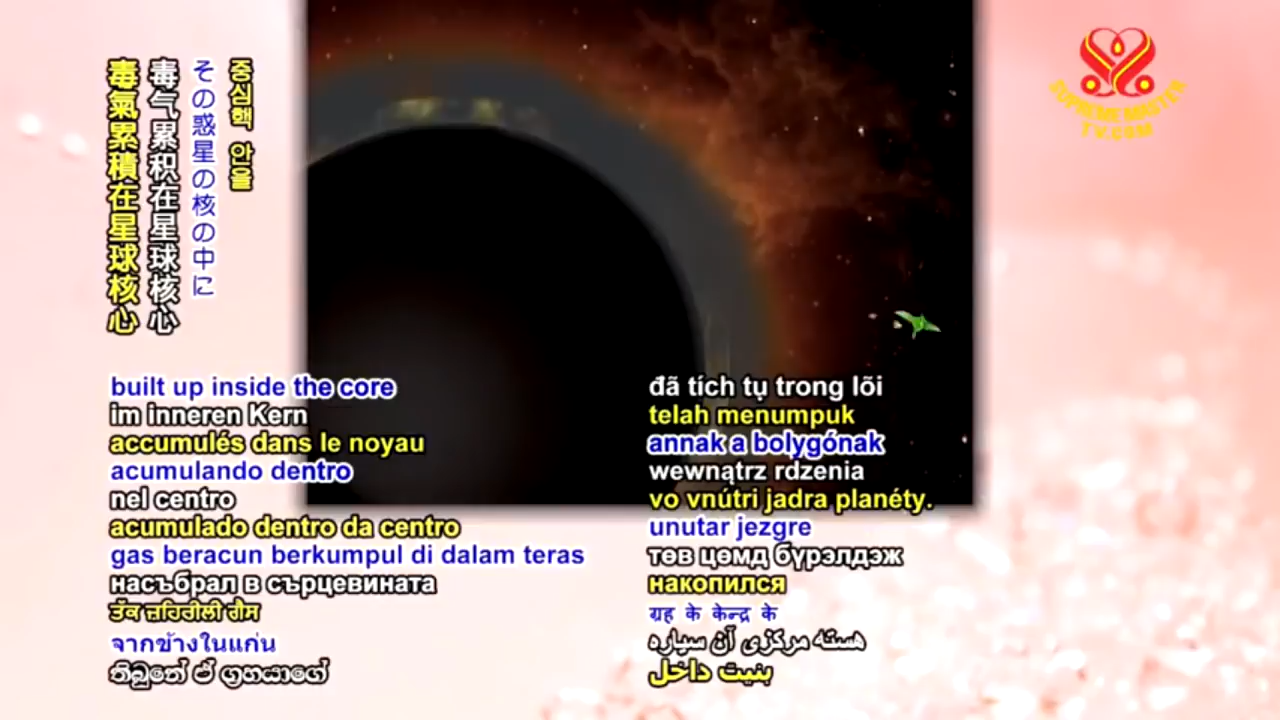 毒氣累積在星球核心
毒气累积在星球核心
その惑星の核の中に
중심핵 안을
SUPREME MASTER
TV.COM
built up inside the core
im inneren Kern
accumulés dans le noyau
acumulando dentro
nel centro
acumulado dentro da centro
gas beracun berkumpul di dalam teras
насъбрал в сърцевината
ਤੱਕ ਜ਼ਹਿਰੀਲੀ ਗੈਸ
จากข้างในแก่น
තිබුනේ ඒ ග්‍රහයාගේ
đã tích tụ trong lõi
telah menumpuk
annak a bolygónak
wewnątrz rdzenia
vo vnútri jadra planéty.
unutar jezgre
төв цөмд бүрэлдэж
накопился
ग्रह के केन्द्र के
هسته مرکزی آن سیاره
بنيت داخل